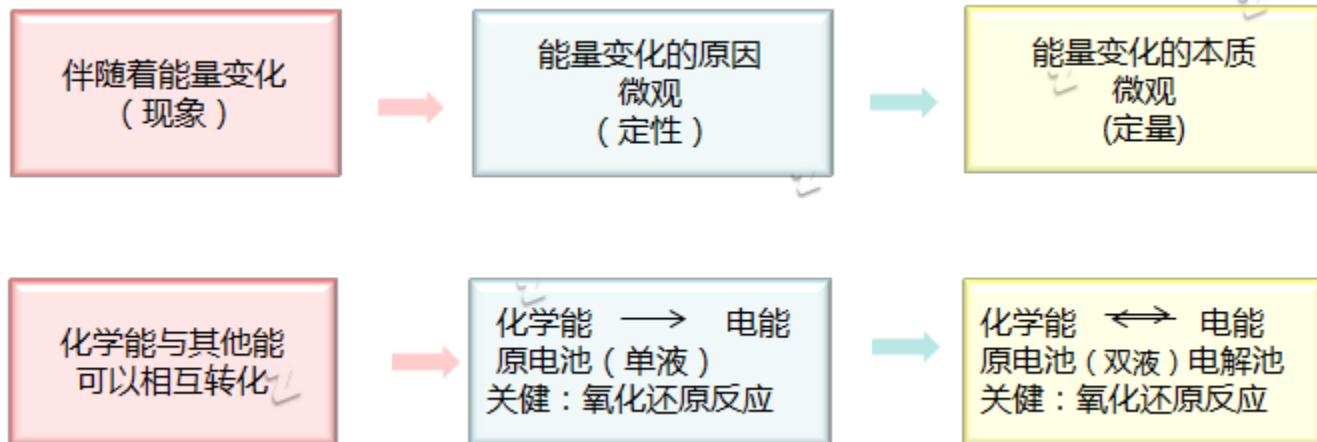 伴随着能量变化
（现象）
能量变化的原因
微观
（定性）
能量变化的本质
微观
(定量)
化学能与其他能
可以相互转化
化学能 ⟶ 电能
原电池（单液）
关健：氧化还原反应
化学能 ⇌ 电能
原电池（双液）电解池
关健：氧化还原反应